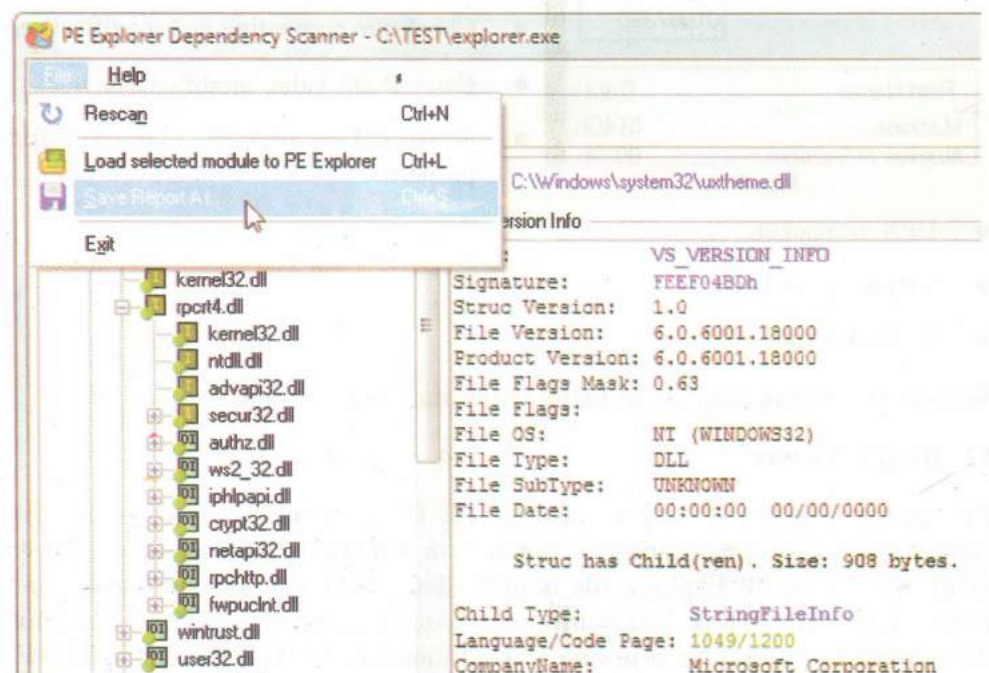 PE Explorer Dependency Scanner - C:\TEST\explorer.exe
File Help
Rescan Ctrl+N
Load selected module to PE Explorer Ctrl+L
Save Report As... Ctrl+S
Exit
C:\Windows\system32\uxtheme.dll
ersion Info
kernel32.dll
rpcrt4.dll
kernel32.dll
ntdll.dll
advapi32.dll
secur32.dll
authz.dll
ws2_32.dll
iphlpapi.dll
crypt32.dll
netapi32.dll
rpchttp.dll
fwpuclnt.dll
wintrust.dll
user32.dll
VS_VERSION_INFO
Signature: FEEF04BDh
Struc Version: 1.0
File Version: 6.0.6001.18000
Product Version: 6.0.6001.18000
File Flags Mask: 0.63
File Flags:
File OS: NT (WINDOWS32)
File Type: DLL
File SubType: UNKNOWN
File Date: 00:00:00 00/00/0000
Struc has Child(ren). Size: 908 bytes.
Child Type: StringFileInfo
Language/Code Page: 1049/1200
CompanyName: Microsoft Corporation